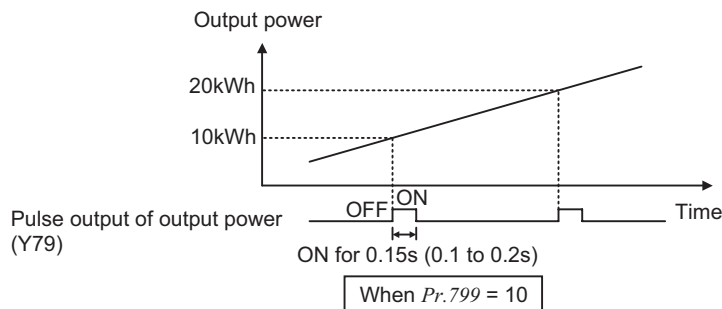 Output power
20kWh
10kWh
Time
ON
OFF
Pulse output of output power
(Y79)
ON for 0.15s (0.1 to 0.2s)
When Pr.799 = 10